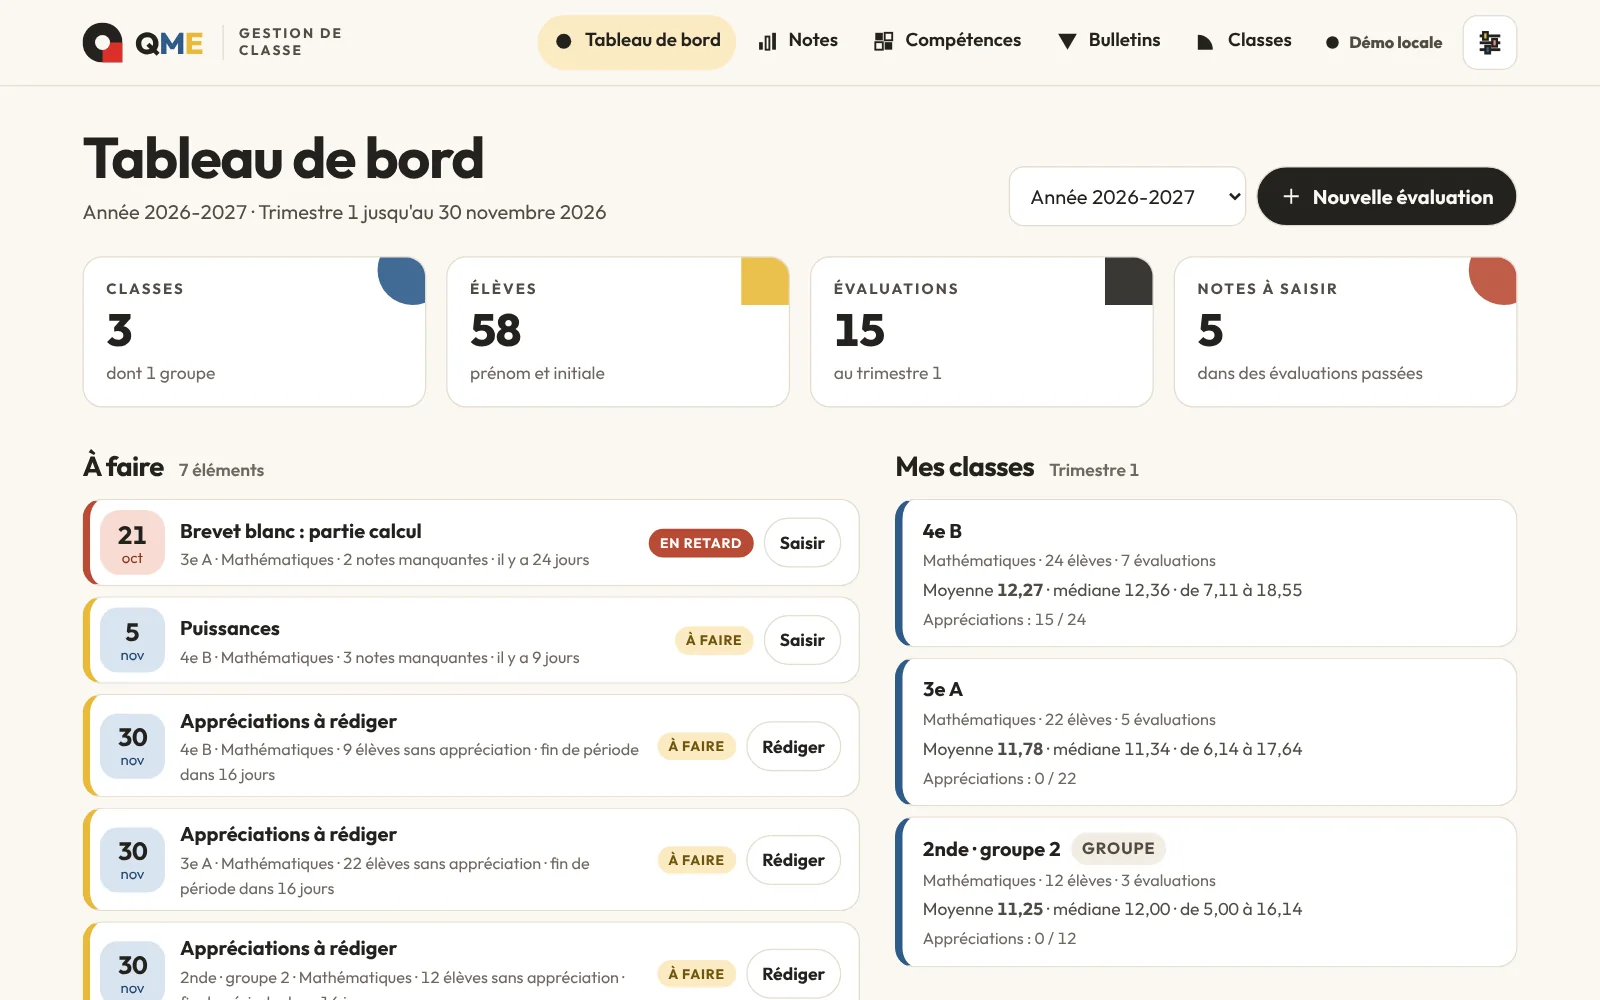 QME
GESTION DE
CLASSE
Tableau de bord
Notes
Compétences
Bulletins
Classes
Démo locale
Tableau de bord
Année 2026-2027 · Trimestre 1 jusqu'au 30 novembre 2026
Année 2026-2027
+ Nouvelle évaluation
CLASSES
3
dont 1 groupe
ÉLÈVES
58
prénom et initiale
ÉVALUATIONS
15
au trimestre 1
NOTES À SAISIR
5
dans des évaluations passées
À faire 7 éléments
21
oct
Brevet blanc : partie calcul
3e A · Mathématiques · 2 notes manquantes · il y a 24 jours
EN RETARD
Saisir
5
nov
Puissances
4e B · Mathématiques · 3 notes manquantes · il y a 9 jours
À FAIRE
Saisir
30
nov
Appréciations à rédiger
4e B · Mathématiques · 9 élèves sans appréciation · fin de période
dans 16 jours
À FAIRE
Rédiger
30
nov
Appréciations à rédiger
3e A · Mathématiques · 22 élèves sans appréciation · fin de
période dans 16 jours
À FAIRE
Rédiger
30
nov
Appréciations à rédiger
2nde · groupe 2 · Mathématiques · 12 élèves sans appréciation ·
À FAIRE
Rédiger
Mes classes Trimestre 1
4e B
Mathématiques · 24 élèves · 7 évaluations
Moyenne 12,27 · médiane 12,36 · de 7,11 à 18,55
Appréciations : 15 / 24
3e A
Mathématiques · 22 élèves · 5 évaluations
Moyenne 11,78 · médiane 11,34 · de 6,14 à 17,64
Appréciations : 0 / 22
2nde · groupe 2 GROUPE
Mathématiques · 12 élèves · 3 évaluations
Moyenne 11,25 · médiane 12,00 · de 5,00 à 16,14
Appréciations : 0 / 12